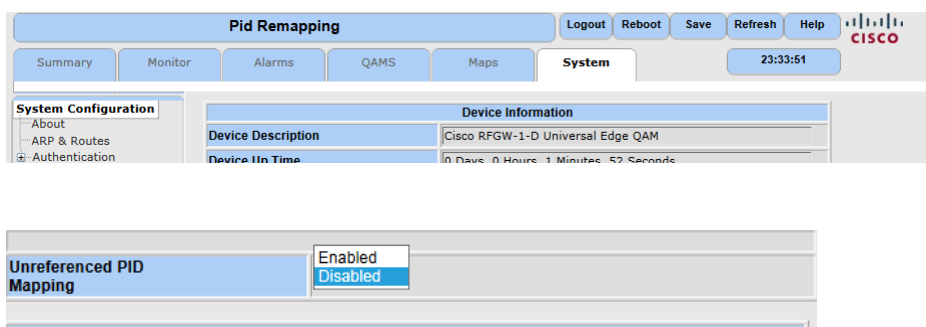 Pid Remapping Logout Reboot Save Refresh Help
CISCO
Summary Monitor Alarms QAMS Maps System 23:33:51
System Configuration
Device Information
About
Device Description Cisco RFGW-1-D Universal Edge QAM
ARP & Routes
Authentication
Device Up Time 0 Days, 0 Hours, 1 Minutes, 52 Seconds
Enabled
Unreferenced PID
Disabled
Mapping